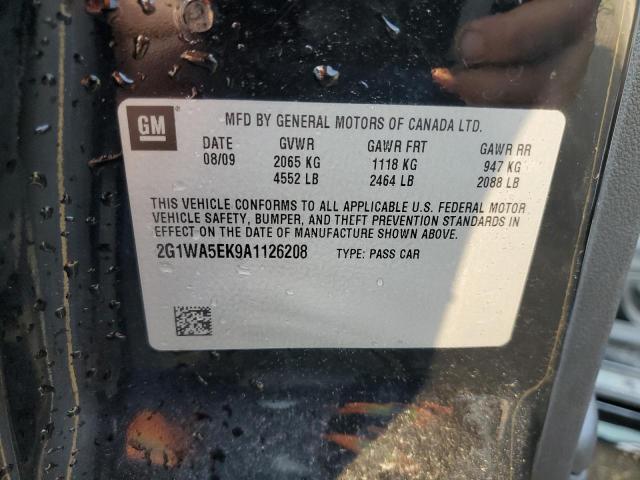 GM
MFD BY GENERAL MOTORS OF CANADA LTD.
DATE GVWR GAWR FRT GAWR RR
08/09 2065 KG 1118 KG 947 KG
4552 LB 2464 LB 2088 LB
THIS VEHICLE CONFORMS TO ALL APPLICABLE U.S. FEDERAL MOTOR
VEHICLE SAFETY, BUMPER, AND THEFT PREVENTION STANDARDS IN
EFFECT ON THE DATE OF MANUFACTURE SHOWN ABOVE.
2G1WA5EK9A1126208 TYPE: PASS CAR